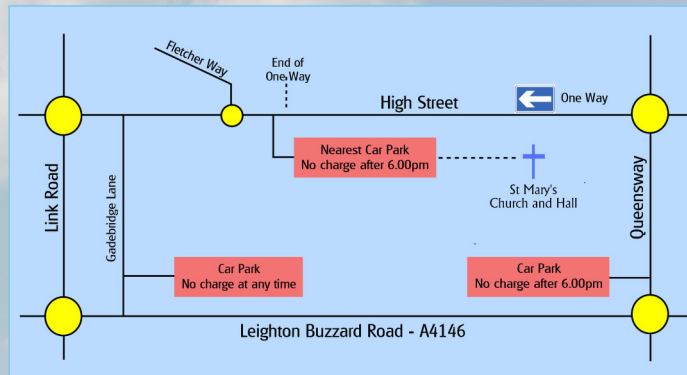 Fletcher Way
End of
One Way
High Street
One Way
Nearest Car Park
No charge after 6.00pm
St Mary's
Church and Hall
Link Road
Gadebridge Lane
Queensway
Car Park
No charge at any time
Car Park
No charge after 6.00pm
Leighton Buzzard Road - A4146